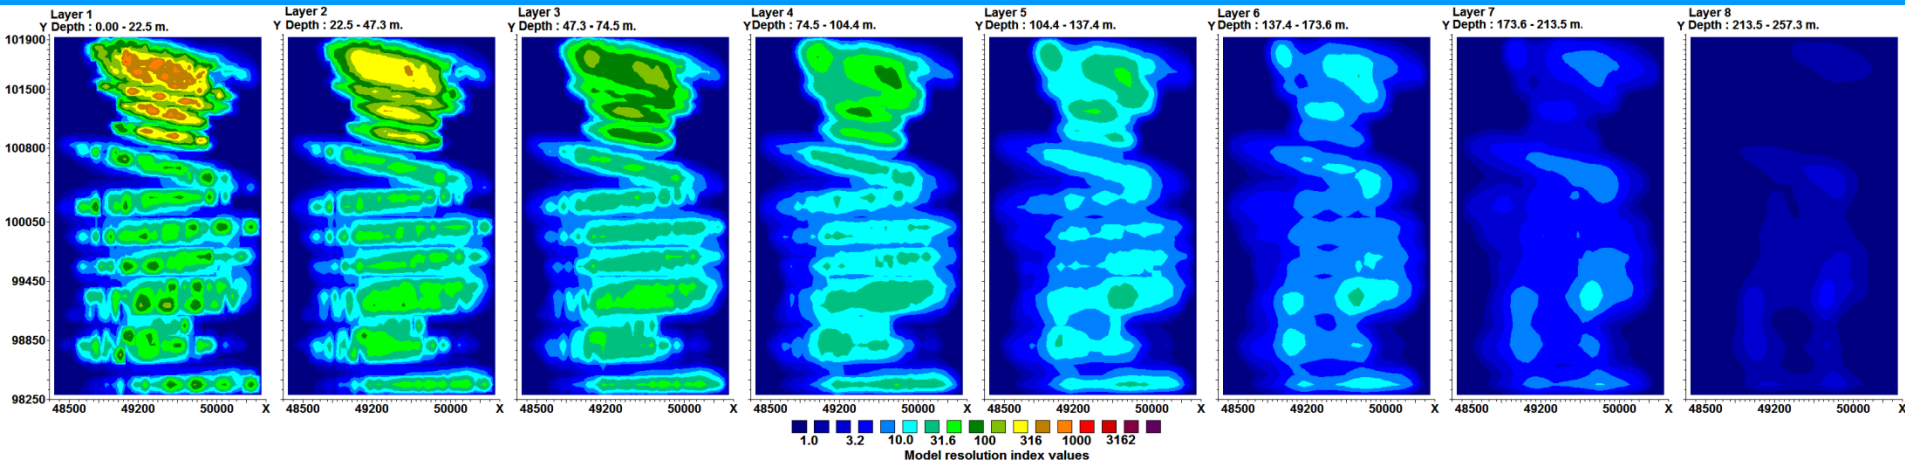 Layer 1
Y Depth : 0.00 - 22.5 m.
Layer 2
Y Depth : 22.5 - 47.3 m.
Layer 3
Y Depth : 47.3 - 74.5 m.
Layer 4
Y Depth : 74.5 - 104.4 m.
Layer 5
Y Depth : 104.4 - 137.4 m.
Layer 6
Y Depth : 137.4 - 173.6 m.
Layer 7
Y Depth : 173.6 - 213.5 m.
Layer 8
Y Depth : 213.5 - 257.3 m.
101900
101500
100800
100050
99450
98850
98250
48500 49200 50000 X
48500 49200 50000 X
48500 49200 50000 X
48500 49200 50000 X
48500 49200 50000 X
48500 49200 50000 X
48500 49200 50000 X
48500 49200 50000 X
1.0 3.2 10.0 31.6 100 316 1000 3162
Model resolution index values